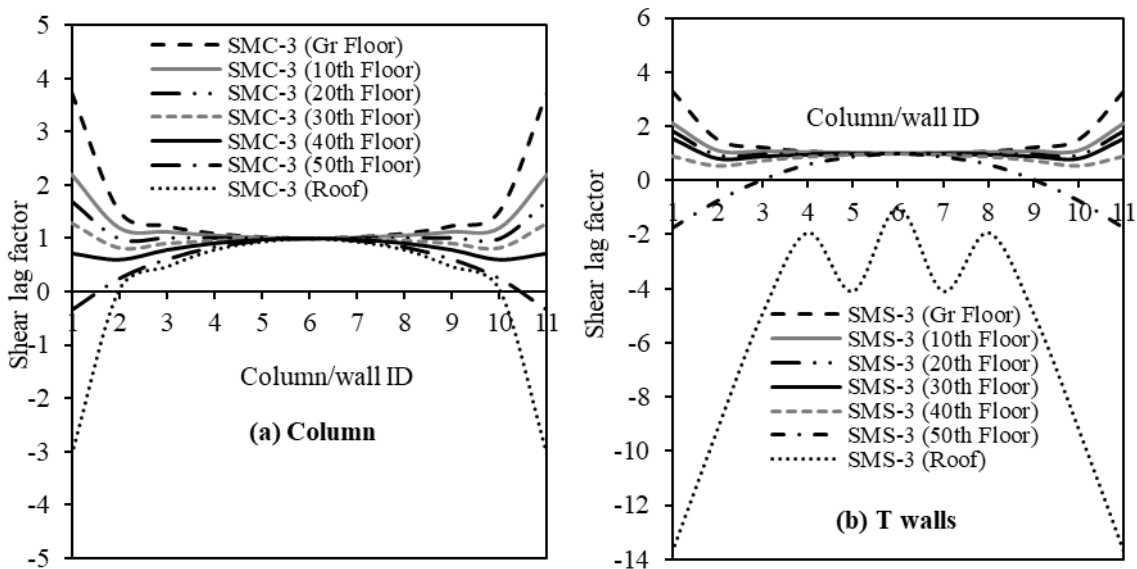 5
4
3
2
1
0
-1
-2
-3
-4
-5
Shear lag factor
SMC-3 (Gr Floor)
SMC-3 (10th Floor)
SMC-3 (20th Floor)
SMC-3 (30th Floor)
SMC-3 (40th Floor)
SMC-3 (50th Floor)
SMC-3 (Roof)
1 2 3 4 5 6 7 8 9 10 11
Column/wall ID
(a) Column
6
4
2
0
-2
-4
-6
-8
-10
-12
-14
Shear lag factor
Column/wall ID
1 2 3 4 5 6 7 8 9 10 11
SMS-3 (Gr Floor)
SMS-3 (10th Floor)
SMS-3 (20th Floor)
SMS-3 (30th Floor)
SMS-3 (40th Floor)
SMS-3 (50th Floor)
SMS-3 (Roof)
(b) T walls